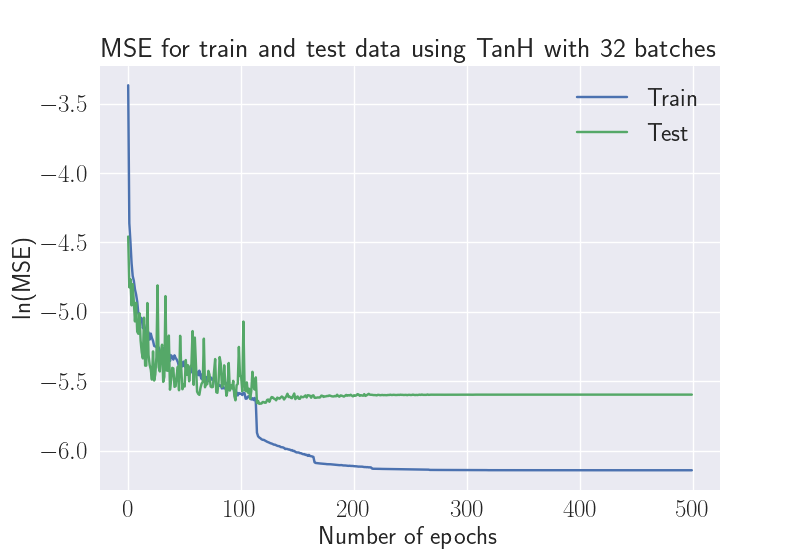 MSE for train and test data using TanH with 32 batches
Train
Test
−3.5
−4.0
−4.5
−5.0
−5.5
−6.0
ln(MSE)
0 100 200 300 400 500
Number of epochs